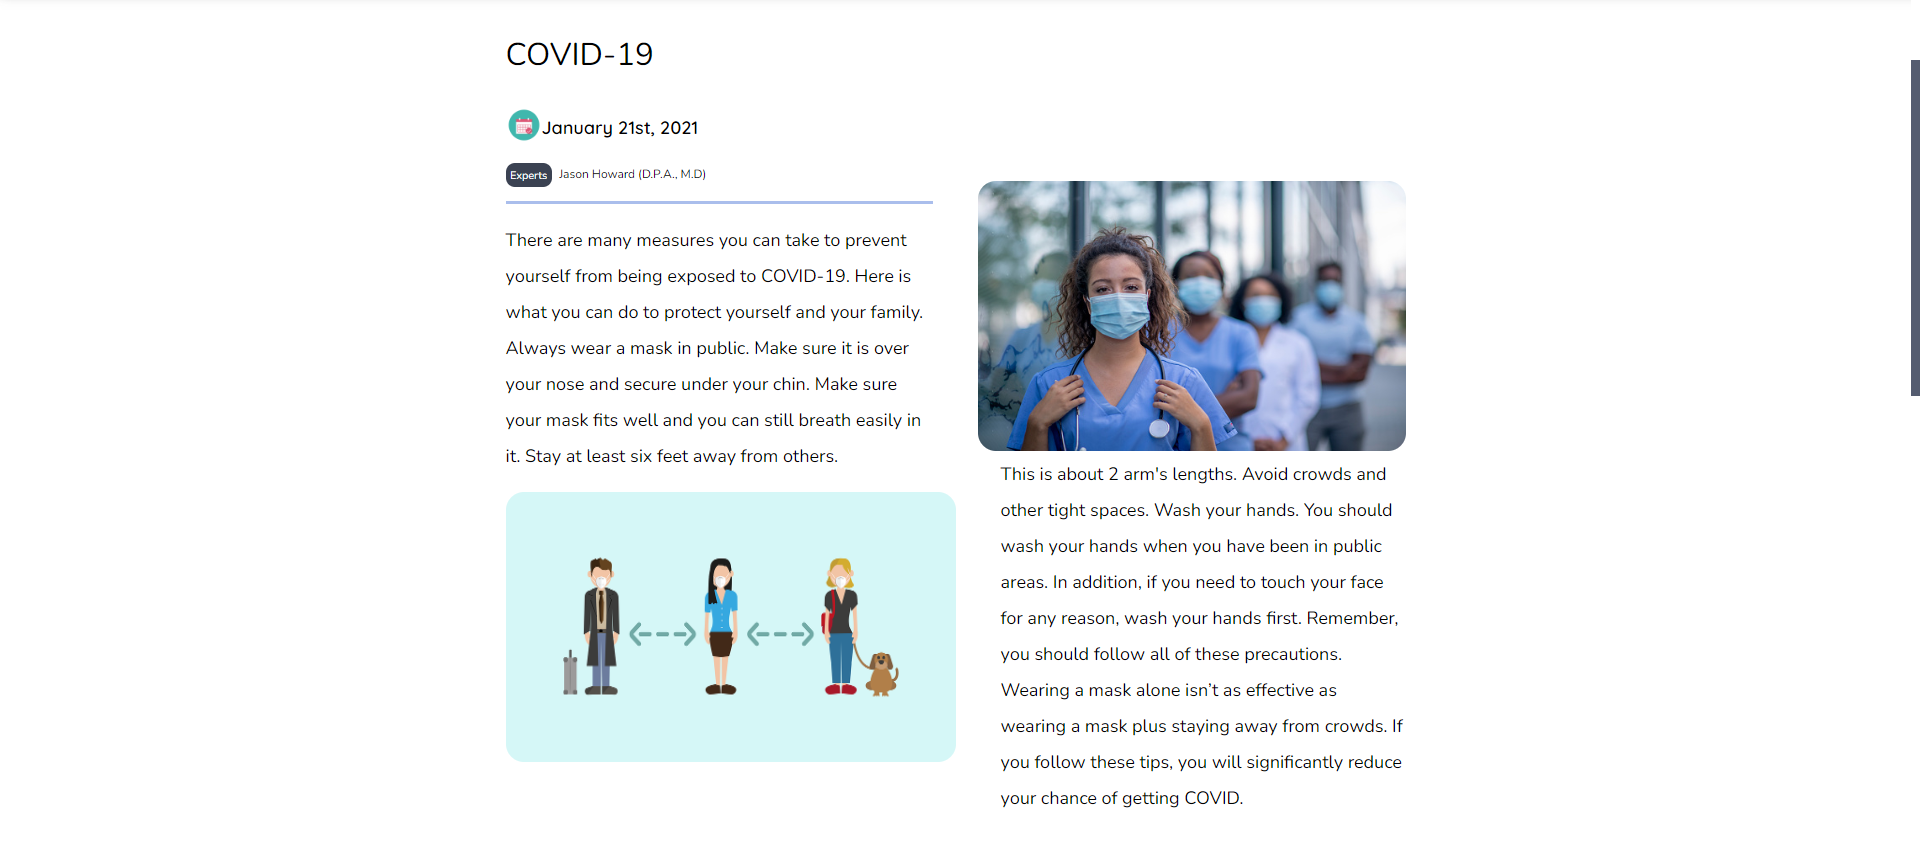 COVID-19
January 21st, 2021
Experts Jason Howard (D.P.A., M.D)
There are many measures you can take to prevent
yourself from being exposed to COVID-19. Here is
what you can do to protect yourself and your family.
Always wear a mask in public. Make sure it is over
your nose and secure under your chin. Make sure
your mask fits well and you can still breath easily in
it. Stay at least six feet away from others.
This is about 2 arm's lengths. Avoid crowds and
other tight spaces. Wash your hands. You should
wash your hands when you have been in public
areas. In addition, if you need to touch your face
for any reason, wash your hands first. Remember,
you should follow all of these precautions.
Wearing a mask alone isn’t as effective as
wearing a mask plus staying away from crowds. If
you follow these tips, you will significantly reduce
your chance of getting COVID.